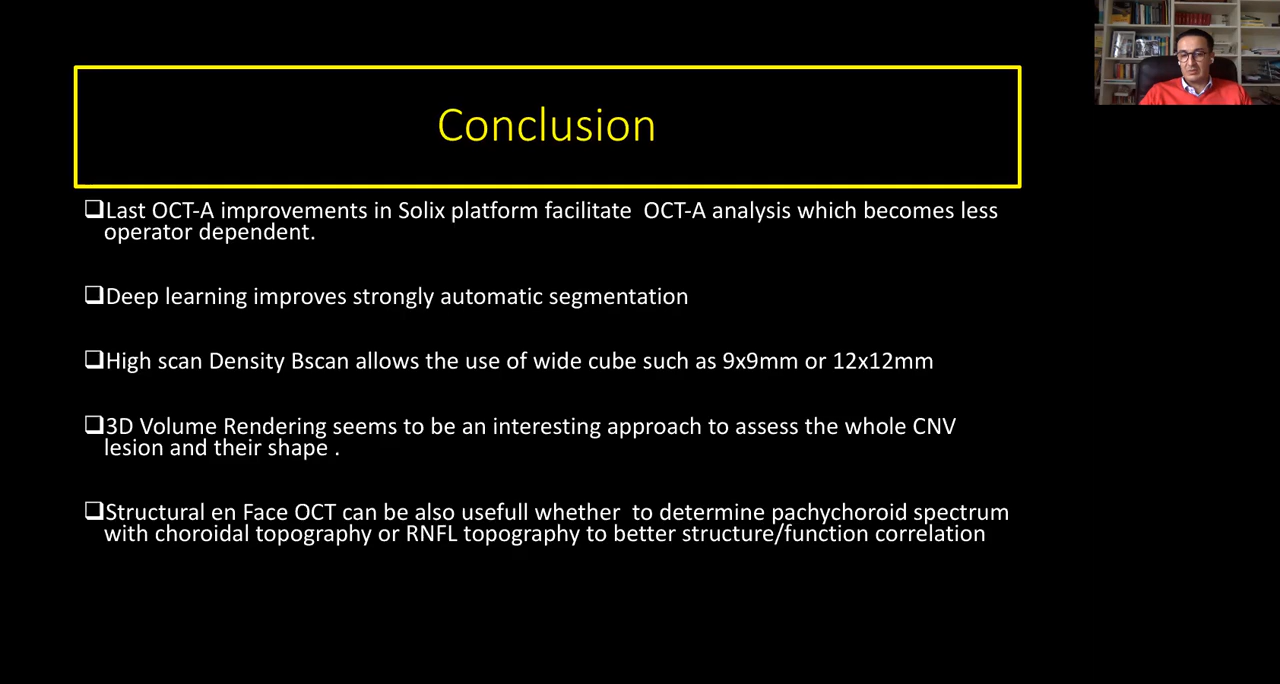 Conclusion
❑Last OCT-A improvements in Solix platform facilitate  OCT-A analysis which becomes less
operator dependent.
❑Deep learning improves strongly automatic segmentation
❑High scan Density Bscan allows the use of wide cube such as 9x9mm or 12x12mm
❑3D Volume Rendering seems to be an interesting approach to assess the whole CNV
lesion and their shape .
❑Structural en Face OCT can be also usefull whether  to determine pachychoroid spectrum
with choroidal topography or RNFL topography to better structure/function correlation